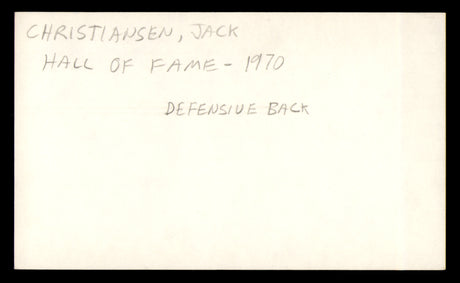 CHRISTIANSEN, JACK
HALL OF FAME - 1970
DEFENSIVE BACK